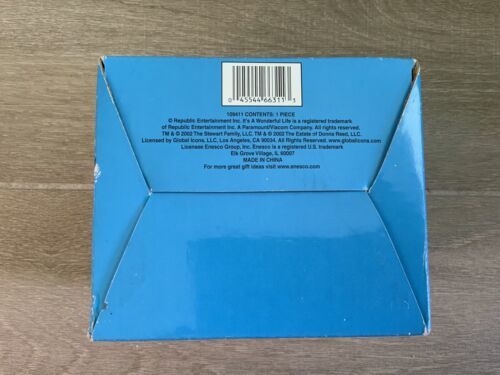 0 45544 66311 3
109411 CONTENTS: 1 PIECE
© Republic Entertainment Inc. It's A Wonderful Life is a registered trademark
of Republic Entertainment Inc. A Paramount/Viacom Company. All rights reserved.
TM & © 2002 The Stewart Family, LLC. TM & © 2002 The Estate of Donna Reed, LLC.
Licensed by Global Icons, LLC, Los Angeles, CA 90034. All rights reserved. www.globalicons.com
Licensee Enesco Group, Inc. Enesco is a registered U.S. trademark
Elk Grove Village, IL 60007
MADE IN CHINA
For more great gift ideas visit www.enesco.com